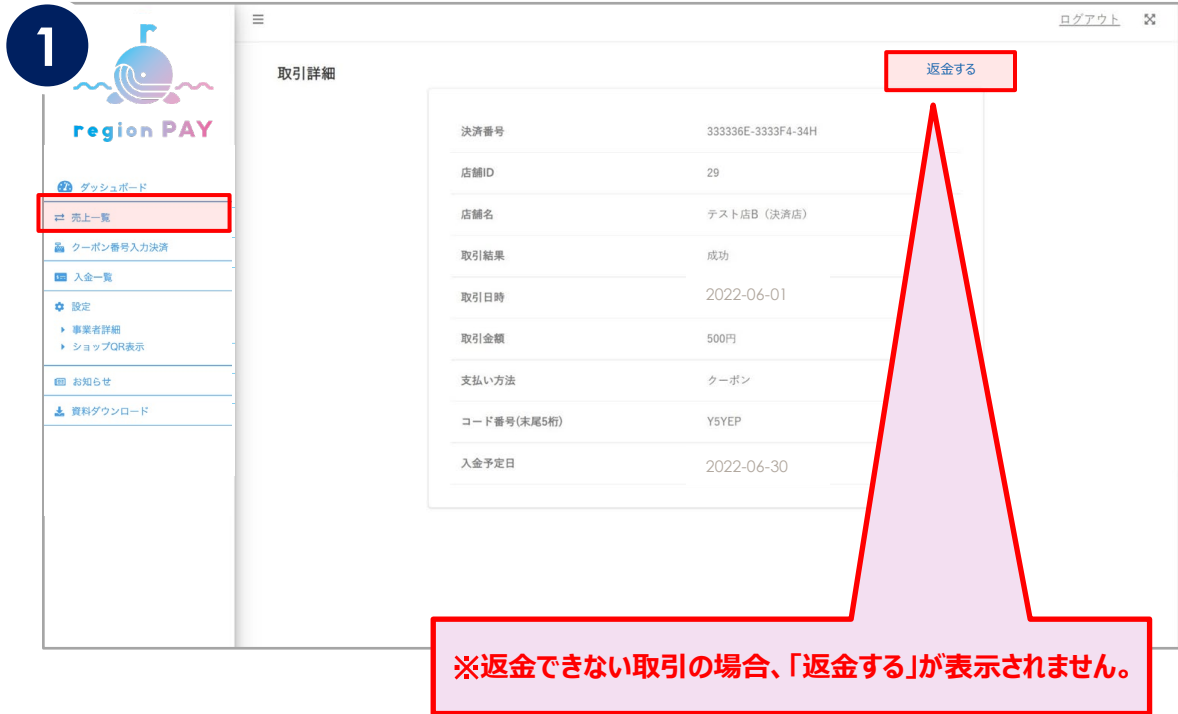 1
r
region PAY
ログアウト
取引詳細
返金する
ダッシュボード
売上一覧
クーポン番号入力決済
入金一覧
設定
事業者詳細
ショップQR表示
お知らせ
資料ダウンロード
決済番号 333336E-3333F4-34H
店舗ID 29
店舗名 テスト店B（決済店）
取引結果 成功
取引日時 2022-06-01
取引金額 500円
支払い方法 クーポン
コード番号(末尾5桁) Y5YEP
入金予定日 2022-06-30
※返金できない取引の場合、「返金する」が表示されません。